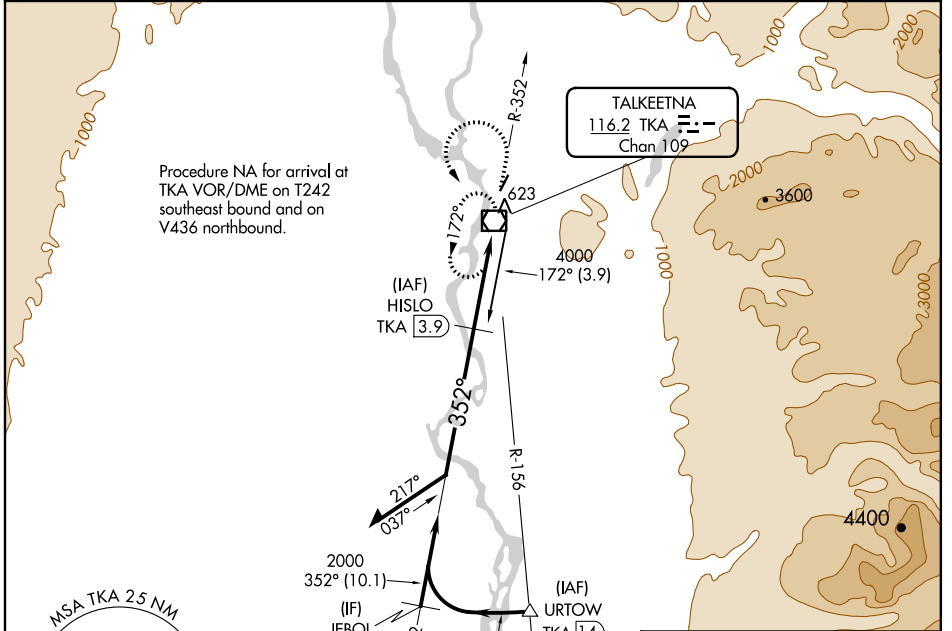 1000
1000
2000
TALKEETNA
116.2 TKA
Chan 109
R-352
Procedure NA for arrival at
TKA VOR/DME on T242
southeast bound and on
V436 northbound.
623
2000
3600
172°
4000
172° (3.9)
1000
3000
(IAF)
HISLO
TKA 3.9
352°
R-156
217°
037°
4400
2000
352° (10.1)
(IF)
(IAF)
URTOW
TKA 14
MSA TKA 25 NM